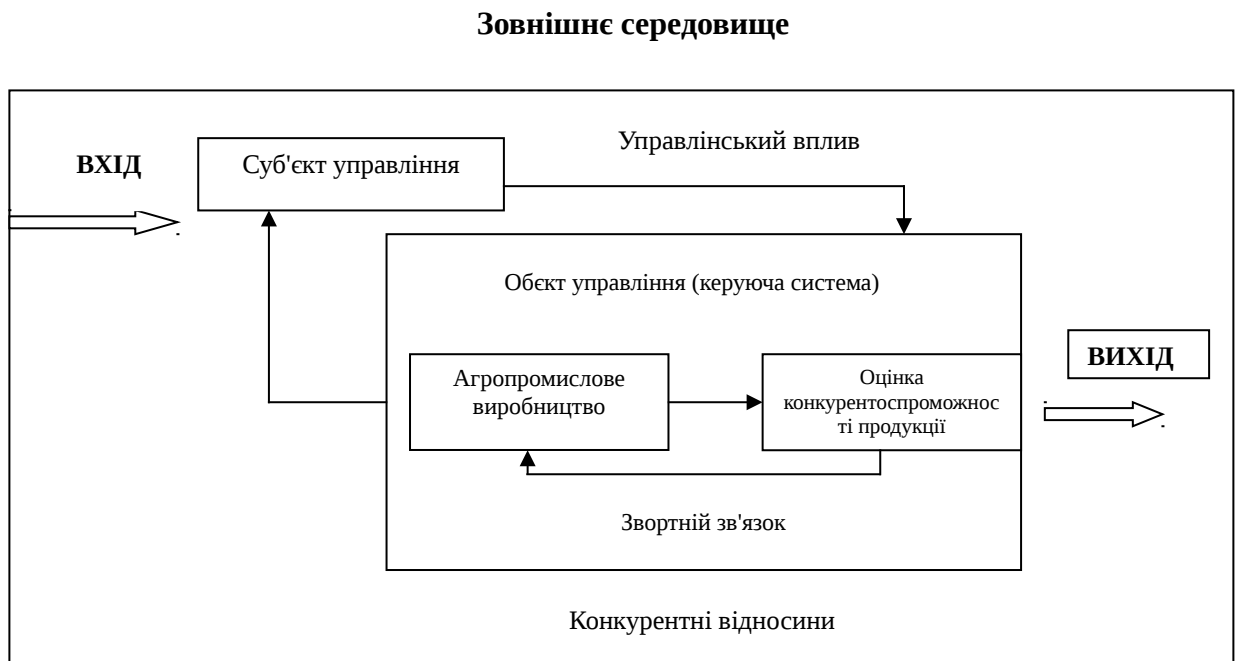 Зовнішнє середовище
Управлінський вплив
ВХІД
Суб'єкт управління
Обєкт управління (керуюча система)
ВИХІД
Агропромислове
виробництво
Оцінка
конкурентоспроможнос
ті продукції
Звортній зв'язок
Конкурентні відносини